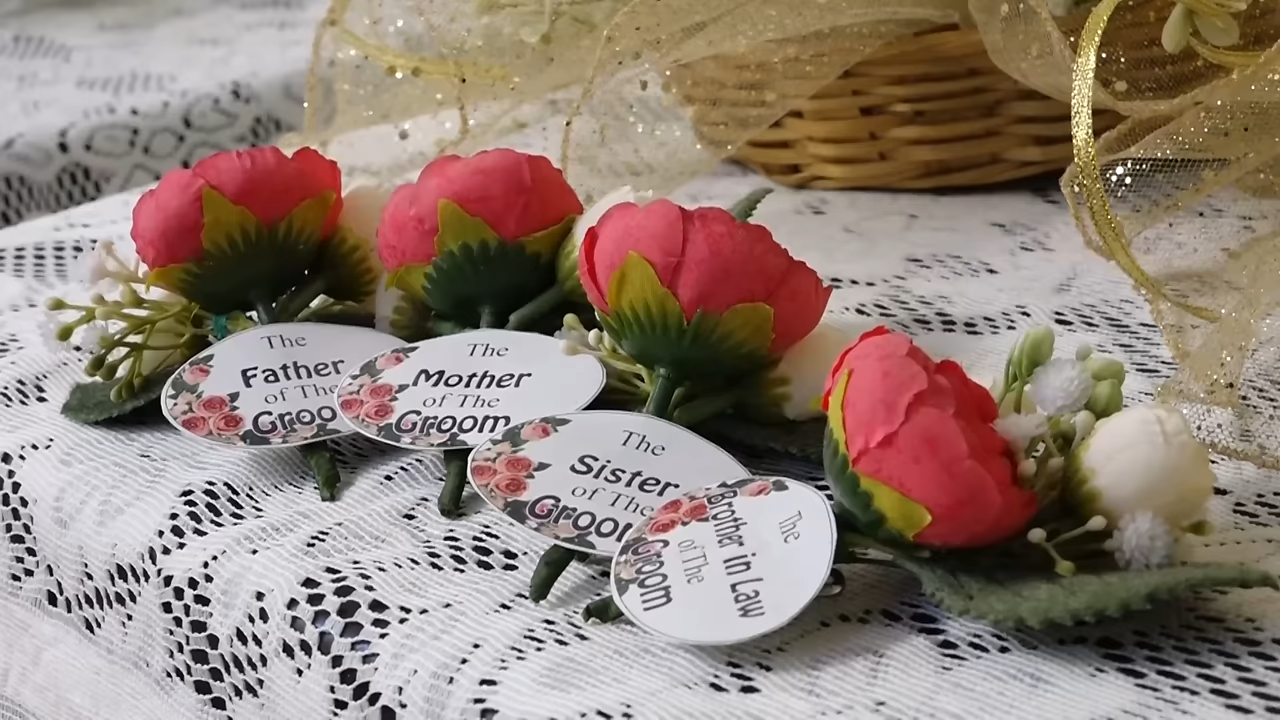 The
Father
of The
Groo
The
Mother
of The
Groom
The
Sister
of The
Groom
The
Brother in Law
of The
Groom